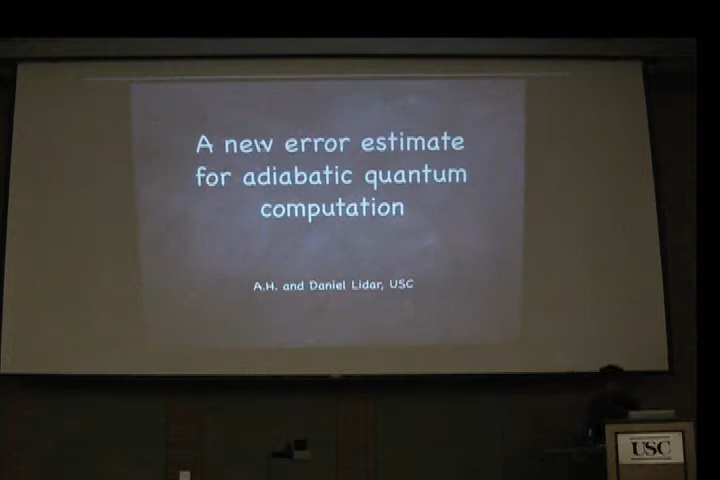 A new error estimate
for adiabatic quantum
computation
A.H. and Daniel Lidar, USC
USC